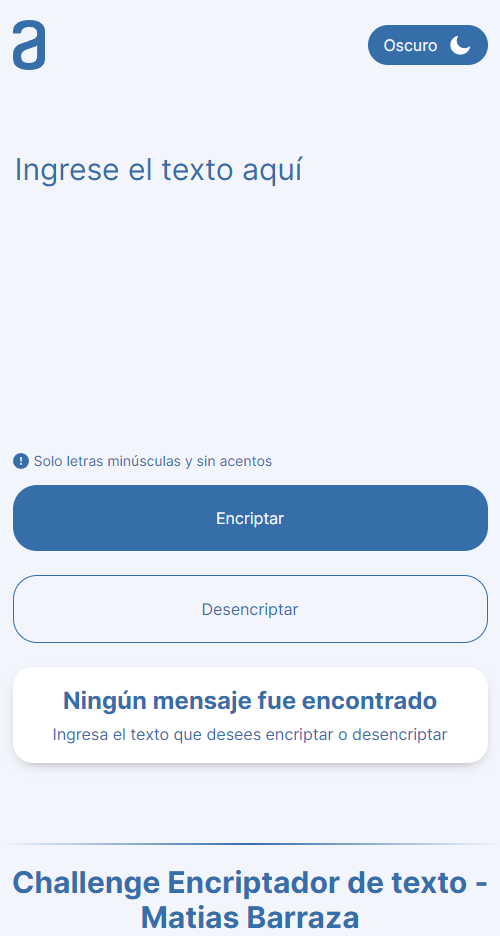 a
Oscuro
Ingrese el texto aquí
! Solo letras minúsculas y sin acentos
Encriptar
Desencriptar
Ningún mensaje fue encontrado
Ingresa el texto que desees encriptar o desencriptar
Challenge Encriptador de texto -
Matias Barraza